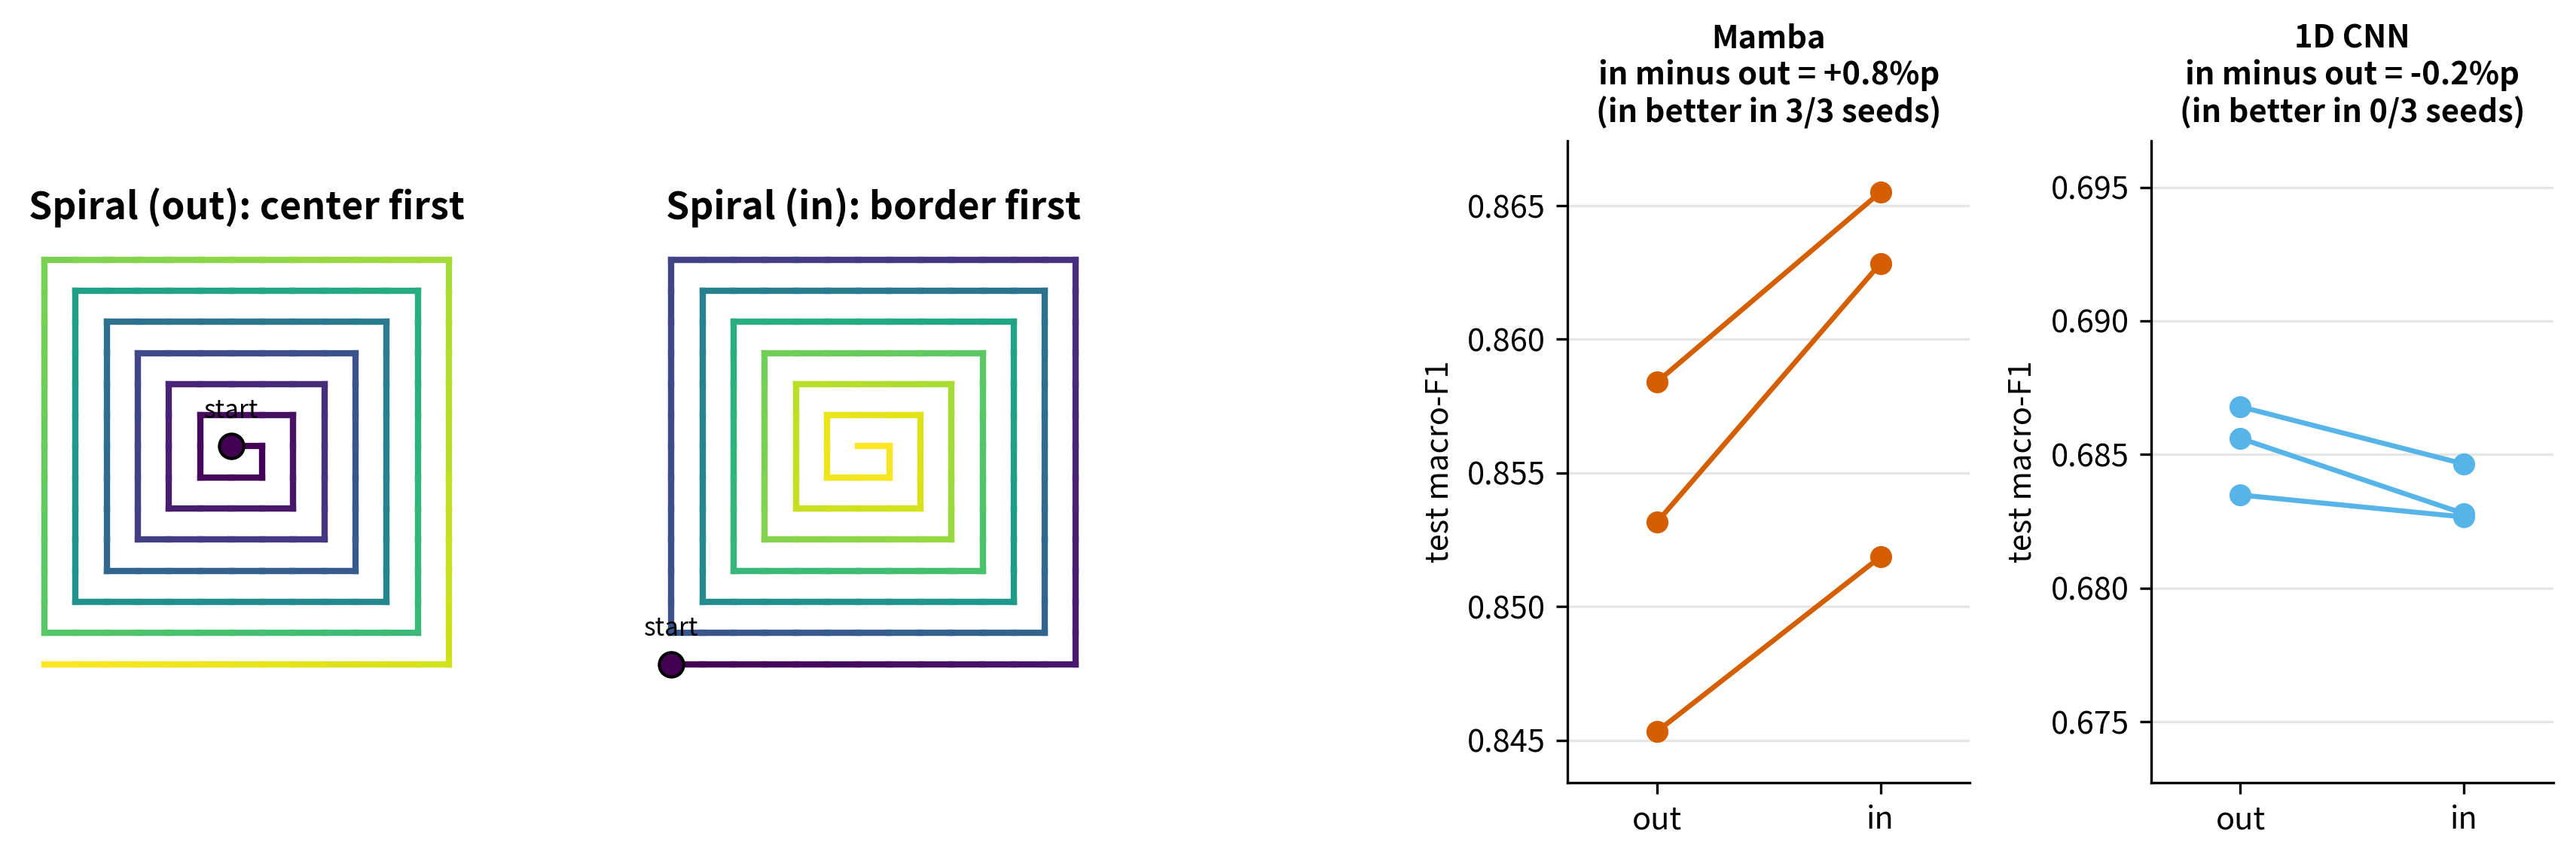 Spiral (out): center first
start
Spiral (in): border first
start
Mamba
in minus out = +0.8%p
(in better in 3/3 seeds)
test macro-F1
0.865
0.860
0.855
0.850
0.845
out
in
1D CNN
in minus out = -0.2%p
(in better in 0/3 seeds)
test macro-F1
0.695
0.690
0.685
0.680
0.675
out
in